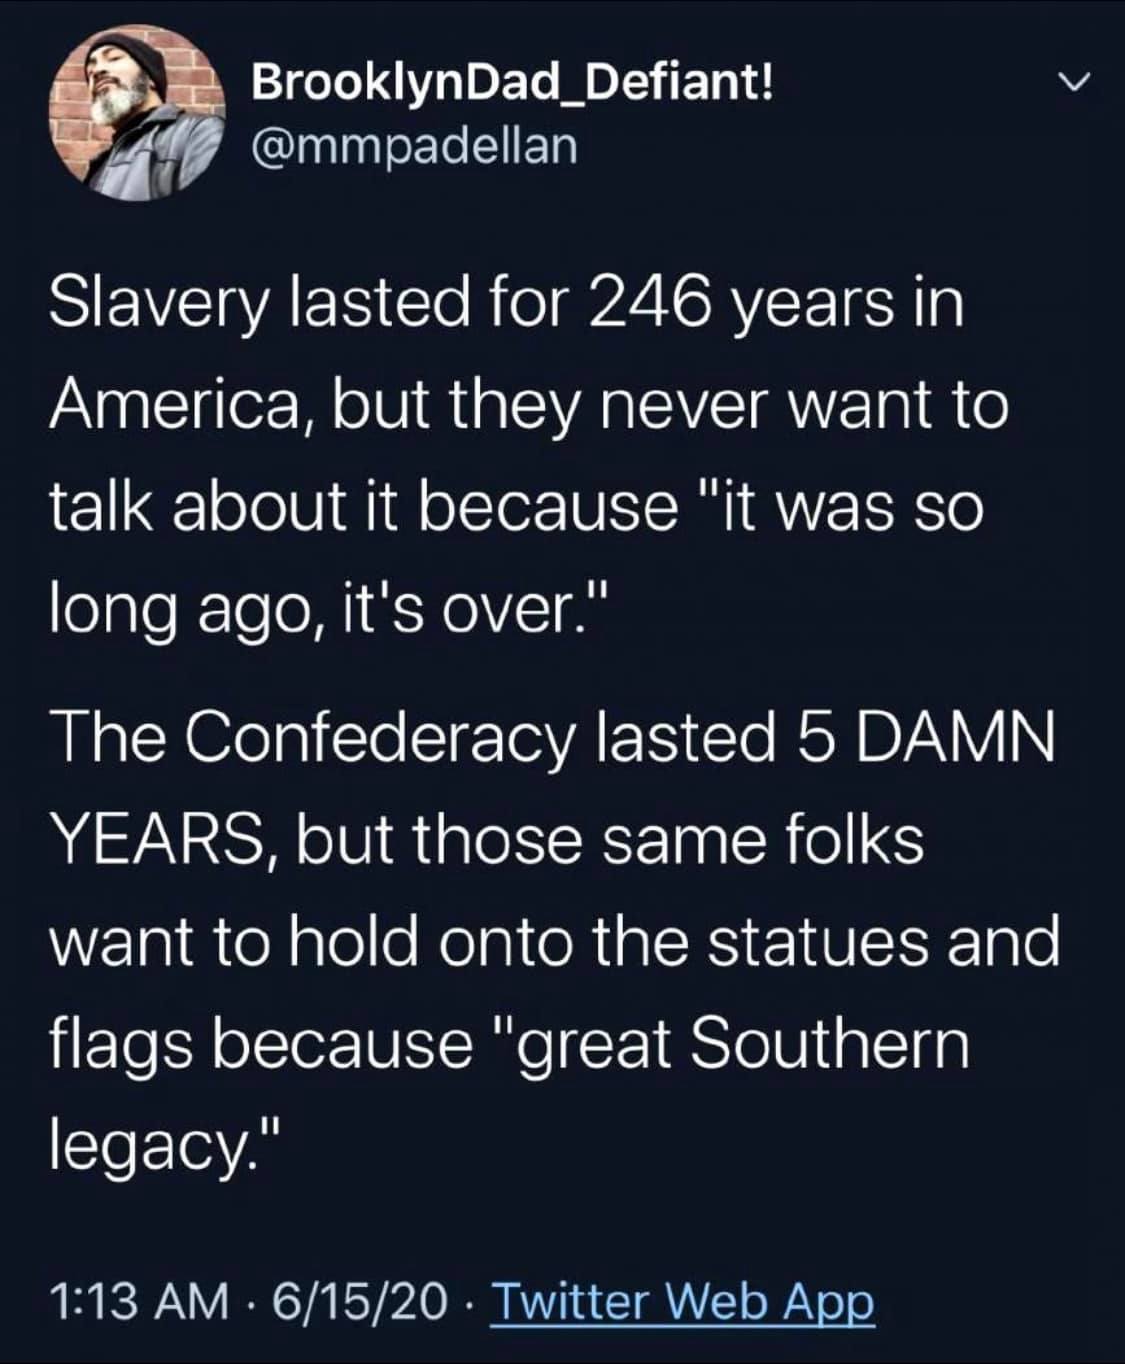 BrooklynDad_Defiant!
@mmpadellan
Slavery lasted for 246 years in
America, but they never want to
talk about it because "it was so
long ago, it's over."
The Confederacy lasted 5 DAMN
YEARS, but those same folks
want to hold onto the statues and
flags because "great Southern
legacy."
1:13 AM · 6/15/20 · Twitter Web App